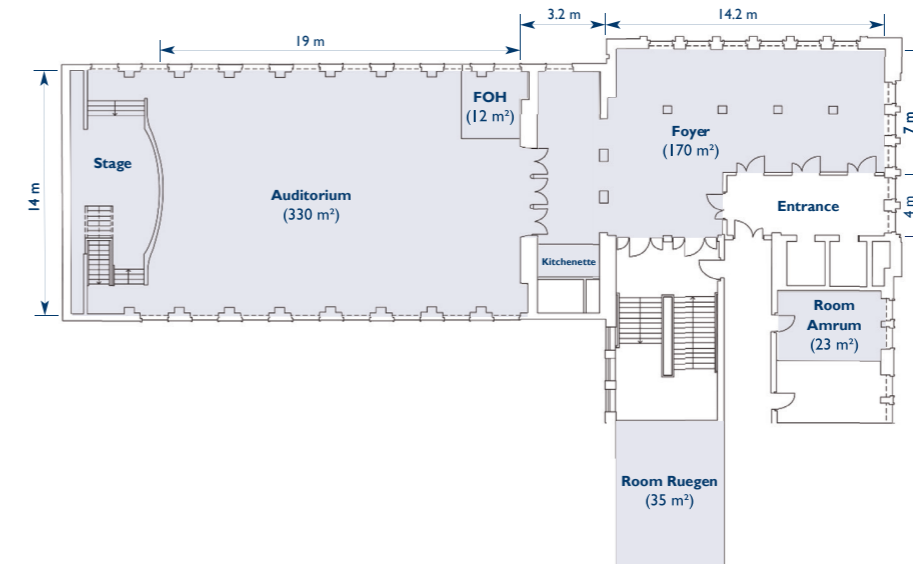 3.2 m
14.2 m
19 m
FOH
(12 m²)
Foyer
(170 m²)
7 m
Stage
14 m
Auditorium
(330 m²)
Entrance
4 m
Kitchenette
Room
Amrum
(23 m²)
Room Ruegen
(35 m²)